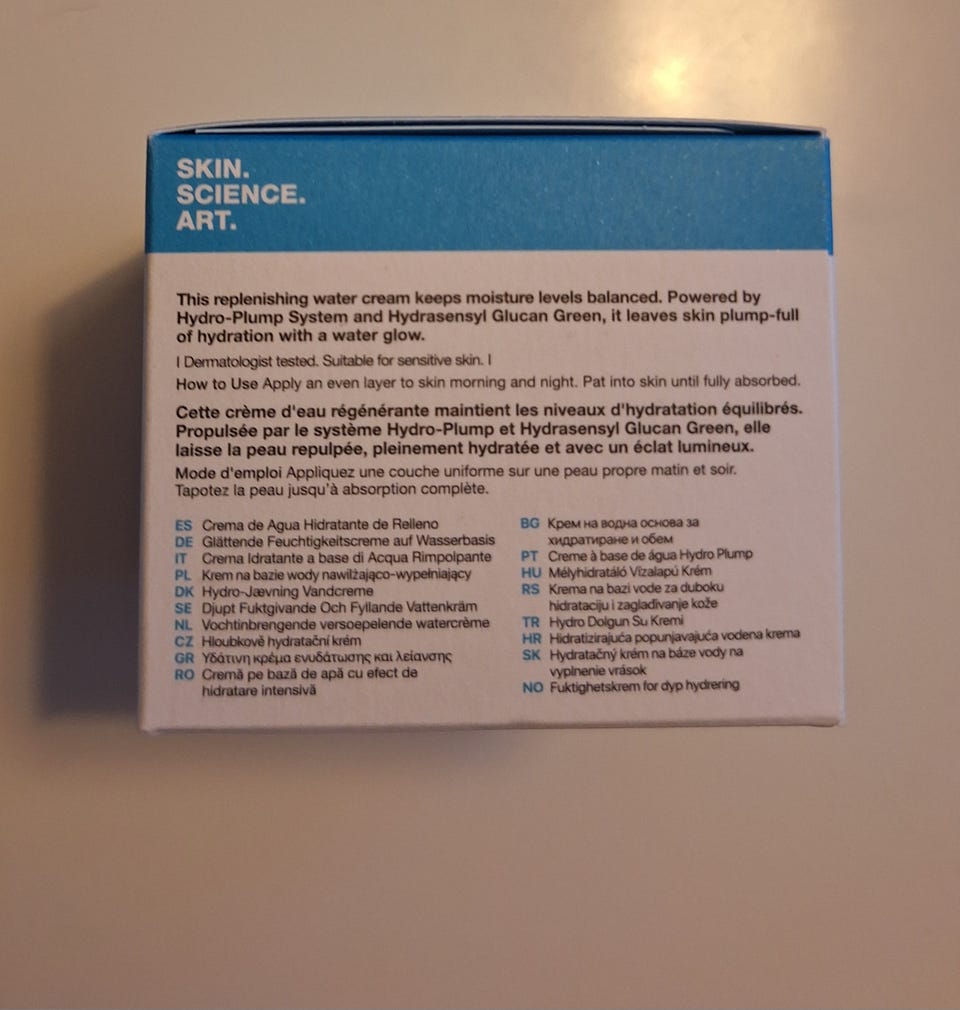 SKIN.
SCIENCE.
ART.
This replenishing water cream keeps moisture levels balanced. Powered by
Hydro-Plump System and Hydrasensyl Glucan Green, it leaves skin plump-full
of hydration with a water glow.
I Dermatologist tested. Suitable for sensitive skin. I
How to Use Apply an even layer to skin morning and night. Pat into skin until fully absorbed.
Cette crème d'eau régénérante maintient les niveaux d'hydratation équilibrés.
Propulsée par le système Hydro-Plump et Hydrasensyl Glucan Green, elle
laisse la peau repulpée, pleinement hydratée et avec un éclat lumineux.
Mode d'emploi Appliquez une couche uniforme sur une peau propre matin et soir.
Tapotez la peau jusqu'à absorption complète.
ES Crema de Agua Hidratante de Relleno
DE Glättende Feuchtigkeitscreme auf Wasserbasis
IT Crema Idratante a base di Acqua Rimpolpante
PL Krem na bazie wody nawilżająco-wypełniający
DK Hydro-Jævning Vandcreme
SE Djupt Fuktgivande Och Fyllande Vattenkräm
NL Vochtinbrengende versoepelende watercrème
CZ Hloubkově hydratační krém
GR Υδάτινη κρέμα ενυδάτωσης και λείανσης
RO Cremă pe bază de apă cu efect de
hidratare intensivă
BG Крем на водна основа за
хидратиране и обем
PT Creme à base de água Hydro Plump
HU Mélyhidratáló Vízalapú Krém
RS Krema na bazi vode za duboku
hidrataciju i zaglađivanje kože
TR Hydro Dolgun Su Kremi
HR Hidratizirajuća popunjavajuća vodena krema
SK Hydratačný krém na báze vody na
vyplnenie vrások
NO Fuktighetskrem for dyp hydrering